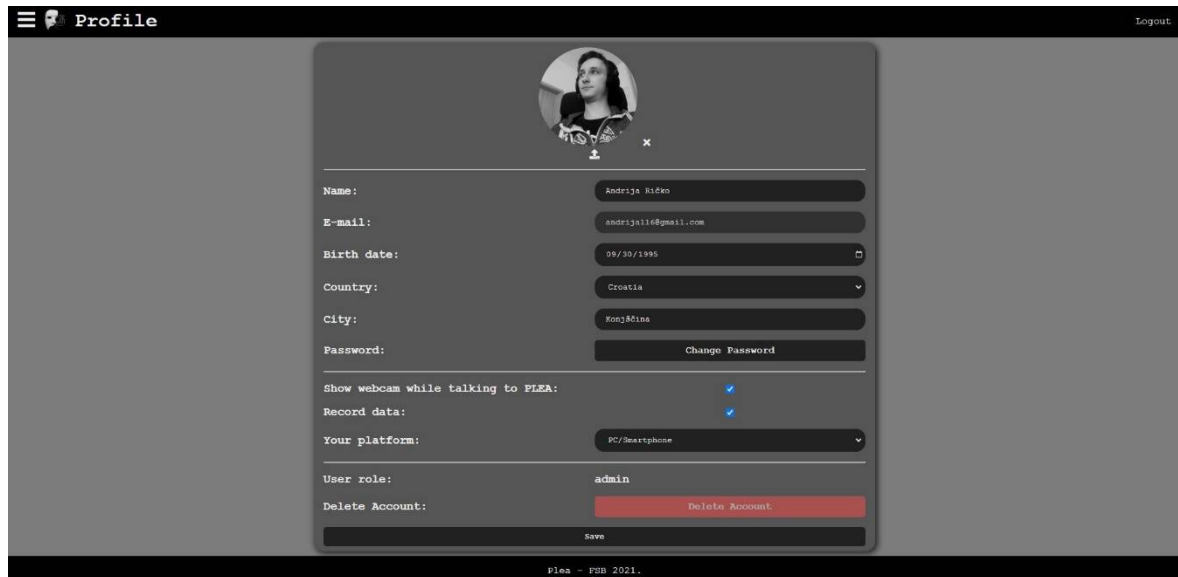 Profile
Logout
Name: Andrija Ričko
E-mail: andrija116@gmail.com
Birth date: 09/30/1995
Country: Croatia
City: Konjščina
Password: Change Password
Show webcam while talking to PLEA:
Record data:
Your platform: PC/Smartphone
User role: admin
Delete Account: Delete Account
Save
Plea - FSB 2021.